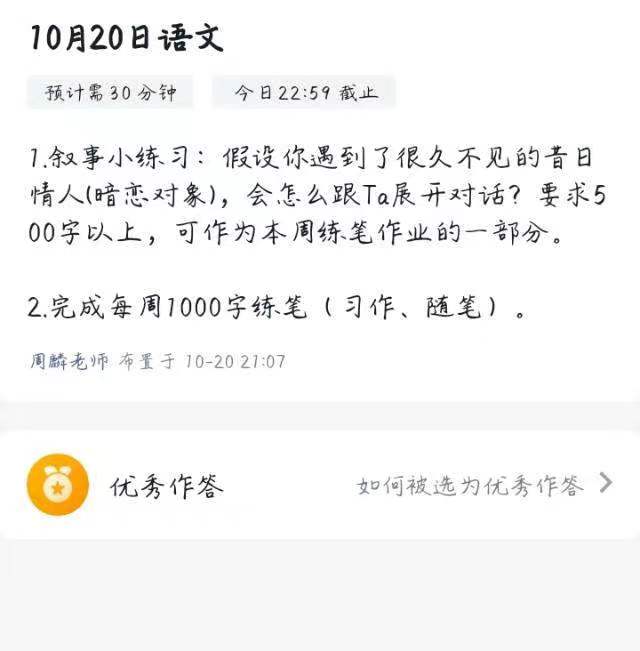 10月20日语文
预计需30分钟 今日22:59 截止
1.叙事小练习：假设你遇到了很久不见的昔日
情人(暗恋对象)，会怎么跟Ta展开对话？要求5
00字以上，可作为本周练笔作业的一部分。
2.完成每周1000字练笔（习作、随笔）。
周麟老师 布置于 10-20 21:07
优秀作答 如何被选为优秀作答